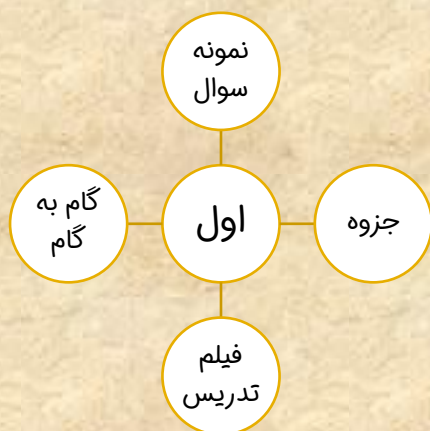 نمونه
سوال
جزوه
اول
گام به
گام
فیلم
تدریس